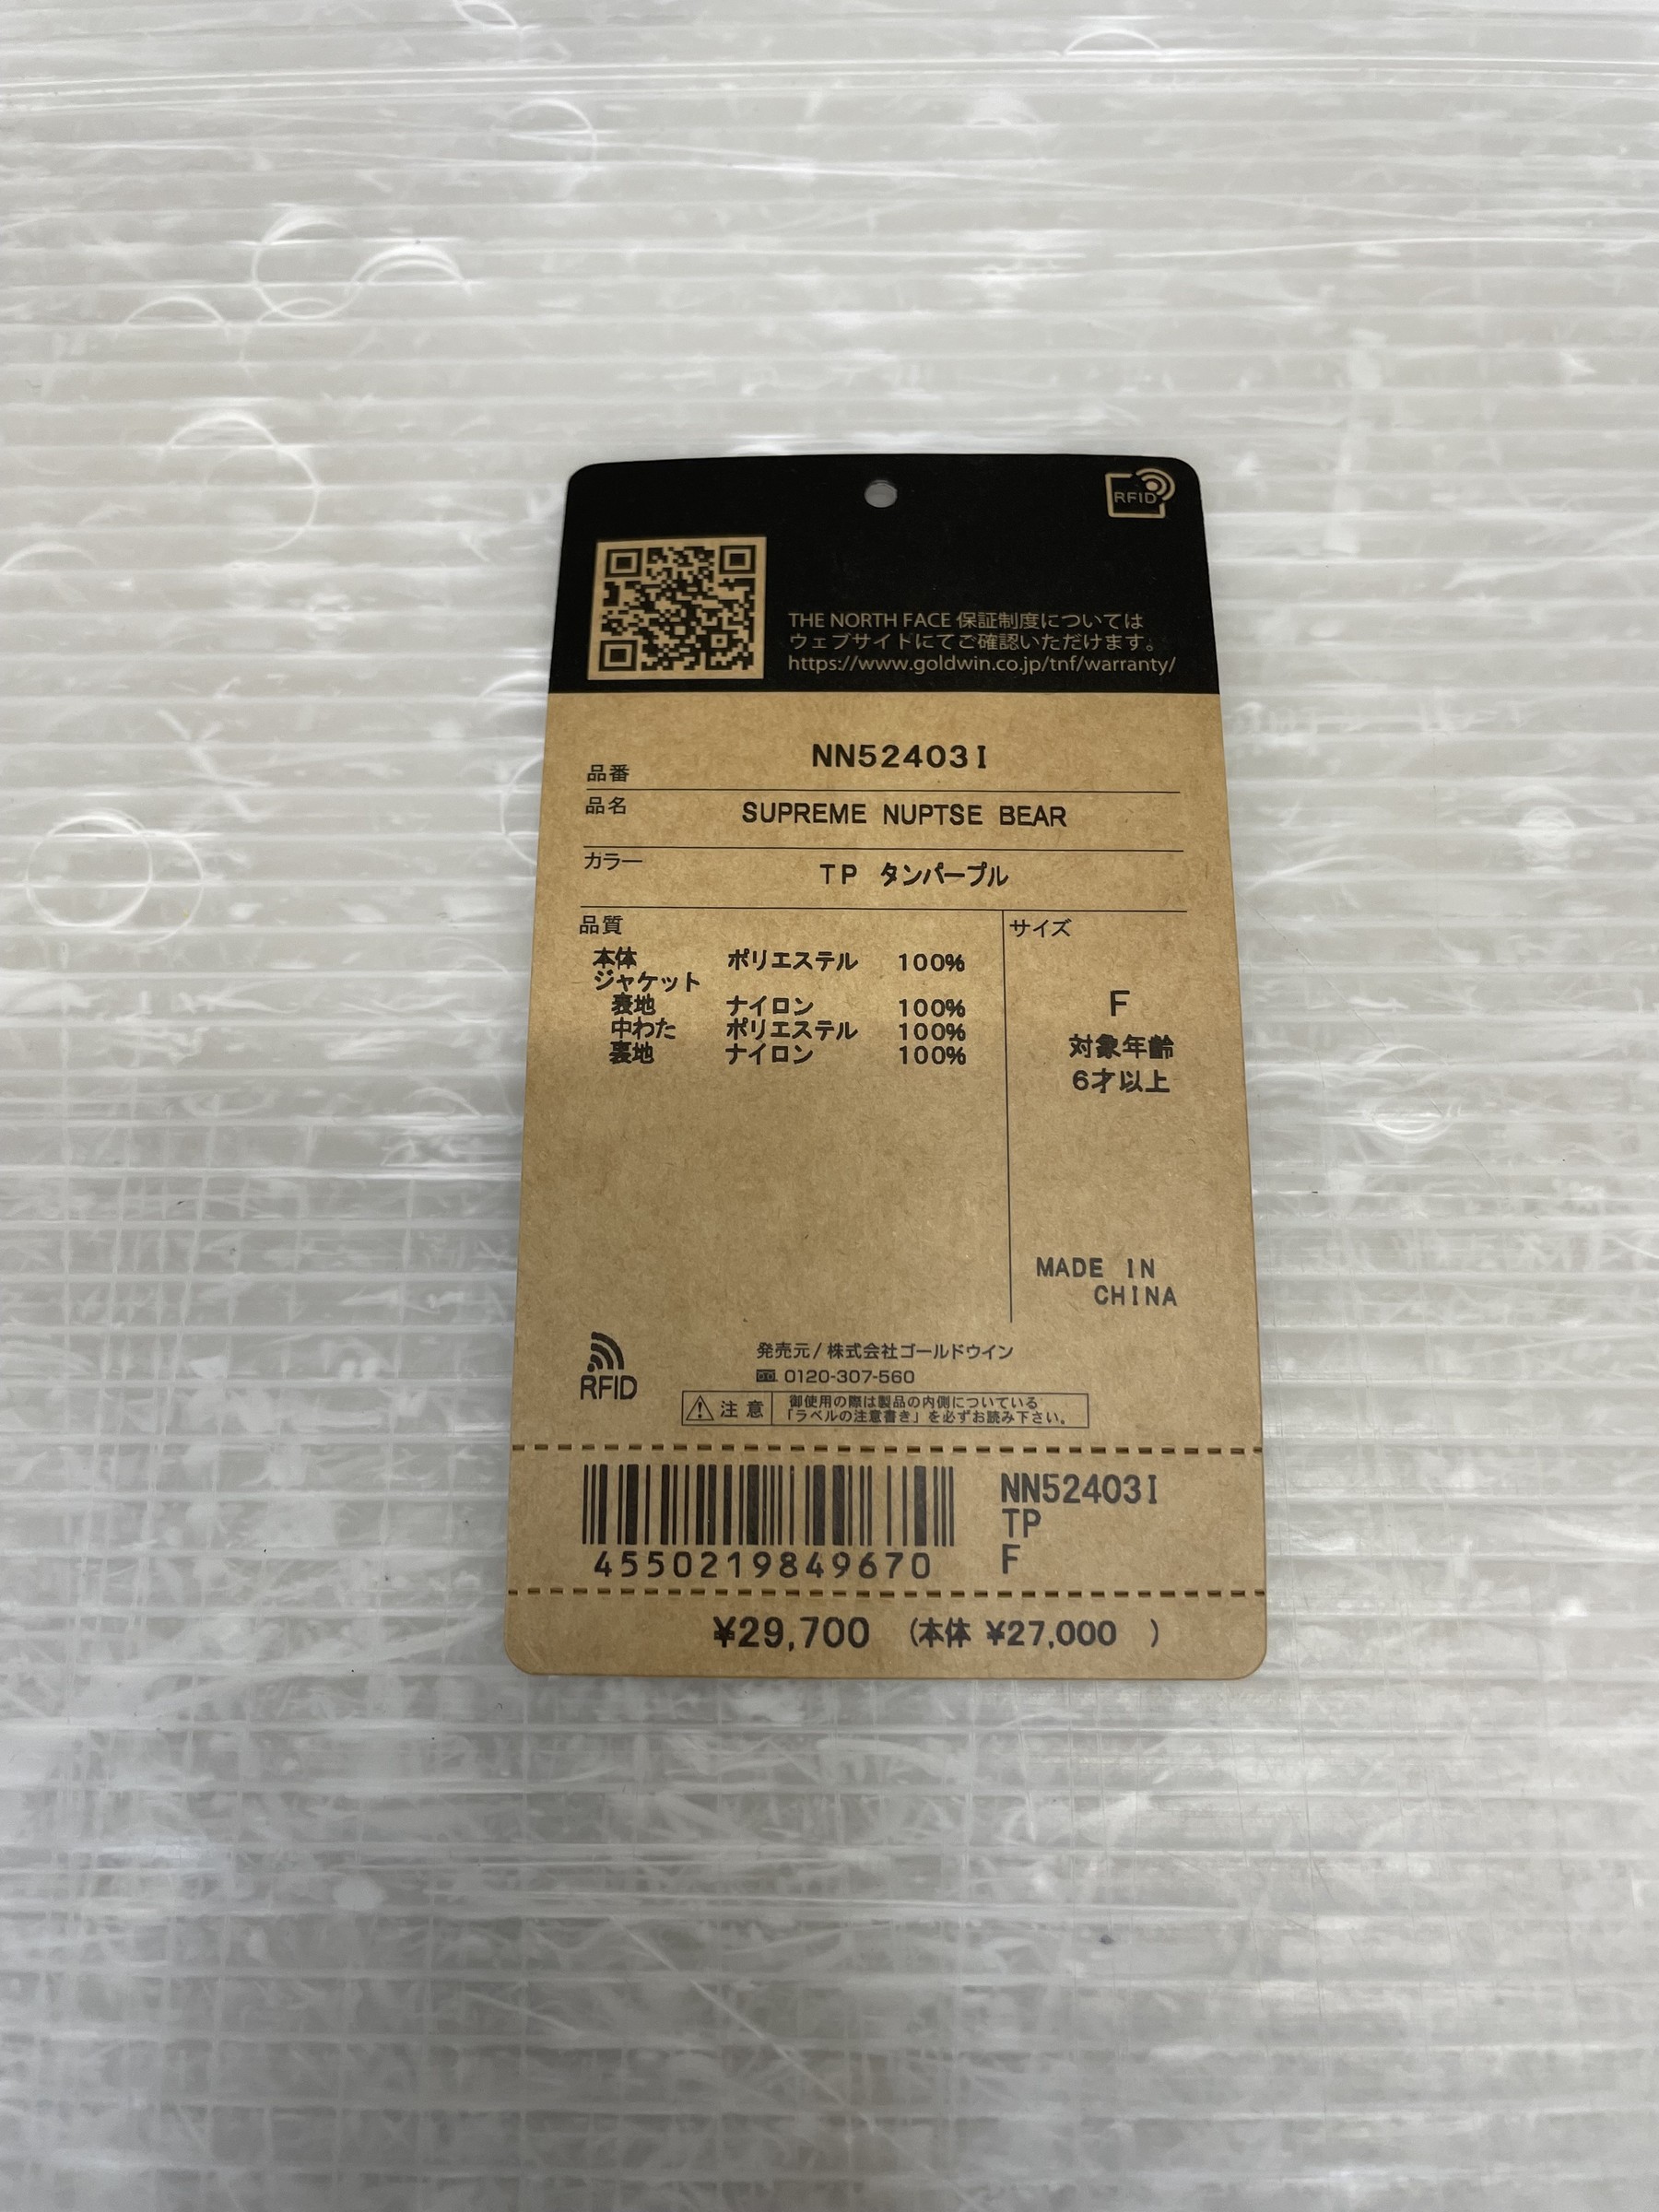 RFID
THE NORTH FACE 保証制度については
ウェブサイトにてご確認いただけます。
https://www.goldwin.co.jp/tnf/warranty/
品番 NN52403I
品名 SUPREME NUPTSE BEAR
カラー TP タンパープル
品質
本体 ポリエステル 100%
ジャケット
表地 ナイロン 100%
中わた ポリエステル 100%
裏地 ナイロン 100%
サイズ
F
対象年齢
6才以上
MADE IN
CHINA
RFID
発売元/株式会社ゴールドウイン
0120-307-560
注意
御使用の際は製品の内側についている
「ラベルの注意書き」を必ずお読み下さい。
4550219849670
NN52403I
TP
F
¥29,700 (本体 ¥27,000 )